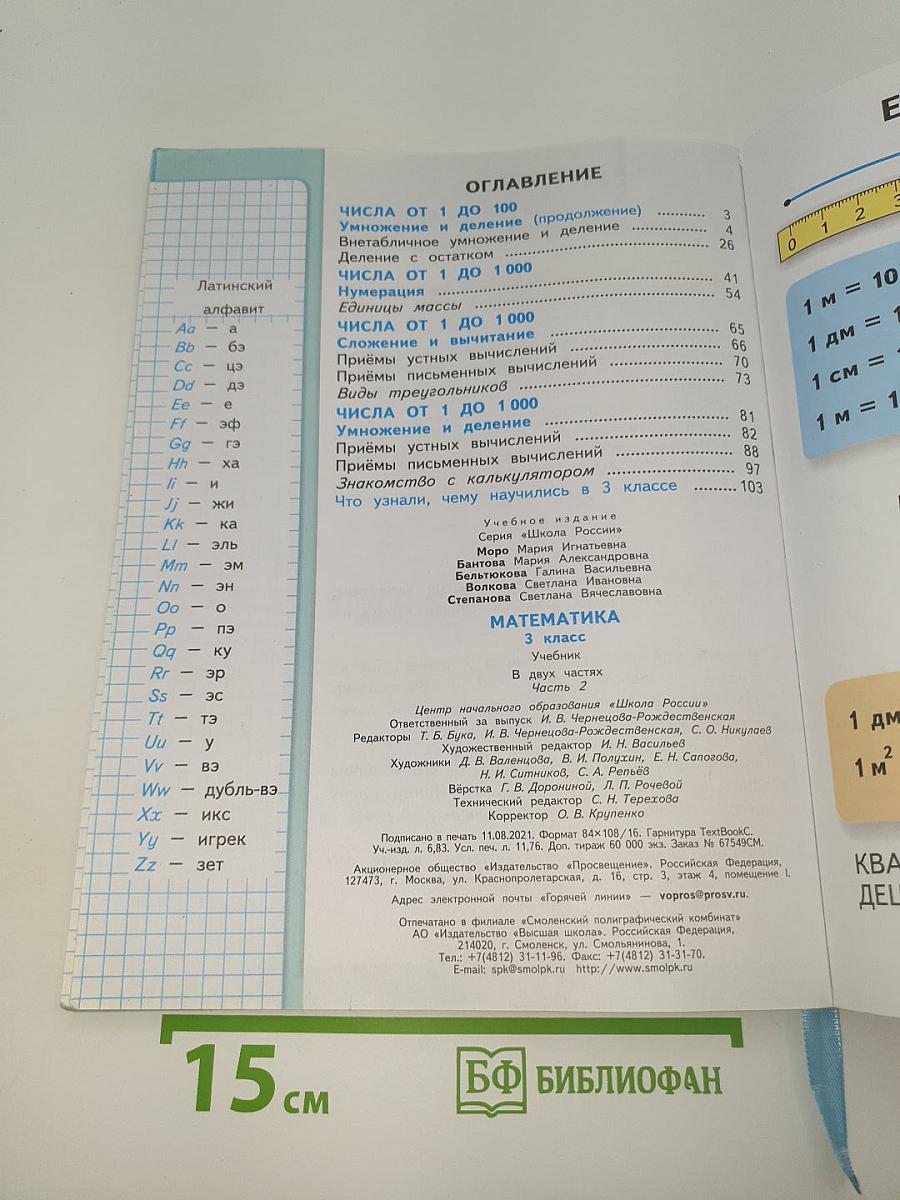 Латинский
алфавит
Aa — а
Bb — бэ
Cc — цэ
Dd — дэ
Ee — е
Ff — эф
Gg — гэ
Hh — ха
Ii — и
Jj — жи
Kk — ка
Ll — эль
Mm — эм
Nn — эн
Oo — о
Pp — пэ
Qq — ку
Rr — эр
Ss — эс
Tt — тэ
Uu — у
Vv — вэ
Ww — дубль-вэ
Xx — икс
Yy — игрек
Zz — зет
ОГЛАВЛЕНИЕ
ЧИСЛА ОТ 1 ДО 100
Умножение и деление (продолжение) ........... 3
Внетабличное умножение и деление ........... 4
Деление с остатком ........... 26
ЧИСЛА ОТ 1 ДО 1 000
Нумерация ........... 41
Единицы массы ........... 54
ЧИСЛА ОТ 1 ДО 1 000
Сложение и вычитание ........... 65
Приёмы устных вычислений ........... 66
Приёмы письменных вычислений ........... 70
Виды треугольников ........... 73
ЧИСЛА ОТ 1 ДО 1 000
Умножение и деление ........... 81
Приёмы устных вычислений ........... 82
Приёмы письменных вычислений ........... 88
Знакомство с калькулятором ........... 97
Что узнали, чему научились в 3 классе ......... 103
Учебное издание
Серия «Школа России»
Моро Мария Игнатьевна
Бантова Мария Александровна
Бельтюкова Галина Васильевна
Волкова Светлана Ивановна
Степанова Светлана Вячеславовна
МАТЕМАТИКА
3 класс
Учебник
В двух частях
Часть 2
Центр начального образования «Школа России»
Ответственный за выпуск И. В. Чернецова-Рождественская
Редакторы Т. Б. Бука, И. В. Чернецова-Рождественская, С. О. Никулаев
Художественный редактор И. Н. Васильев
Художники Д. В. Валенцова, В. И. Полухин, Е. Н. Сапогова,
Н. И. Ситников, С. А. Репьёв
Вёрстка Г. В. Дорониной, Л. П. Рочевой
Технический редактор С. Н. Терехова
Корректор О. В. Крупенко
Подписано в печать 11.08.2021. Формат 84×108/16. Гарнитура TextBookC.
Уч.-изд. л. 6,83. Усл. печ. л. 11,76. Доп. тираж 60 000 экз. Заказ № 67549СМ.
Акционерное общество «Издательство «Просвещение». Российская Федерация,
127473, г. Москва, ул. Краснопролетарская, д. 16, стр. 3, этаж 4, помещение I.
Адрес электронной почты «Горячей линии» — vopros@prosv.ru.
Отпечатано в филиале «Смоленский полиграфический комбинат»
АО «Издательство «Высшая школа». Российская Федерация,
214020, г. Смоленск, ул. Смольянинова, 1.
Тел.: +7(4812) 31-11-96. Факс: +7(4812) 31-31-70.
E-mail: spk@smolpk.ru http://www.smolpk.ru
0 1 2 3
1 м = 10
1 дм = 1
1 см =
1 м = 1
1 дм
1 м²
КВА
ДЕЦ
15 см
БФ БИБЛИОФАН